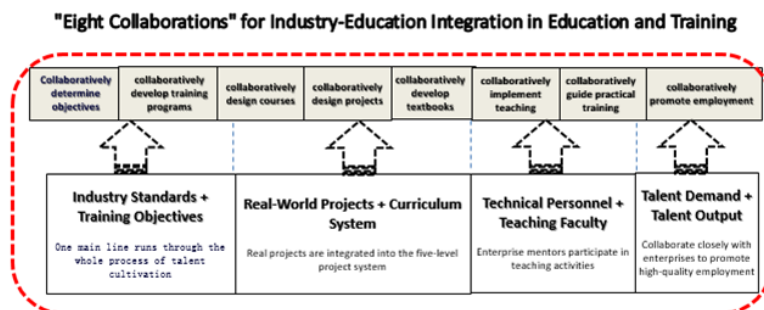 "Eight Collaborations" for Industry-Education Integration in Education and Training
Collaboratively
determine
objectives
collaboratively
develop training
programs
collaboratively
design courses
collaboratively
design projects
collaboratively
develop
textbooks
collaboratively
implement
teaching
collaboratively
guide practical
training
collaboratively
promote employment
Industry Standards +
Training Objectives
One main line runs through the
whole process of talent
cultivation
Real-World Projects + Curriculum
System
Real projects are integrated into the five-level
project system
Technical Personnel +
Teaching Faculty
Enterprise mentors participate in
teaching activities
Talent Demand +
Talent Output
Collaborate closely with
enterprises to promote
high-quality employment